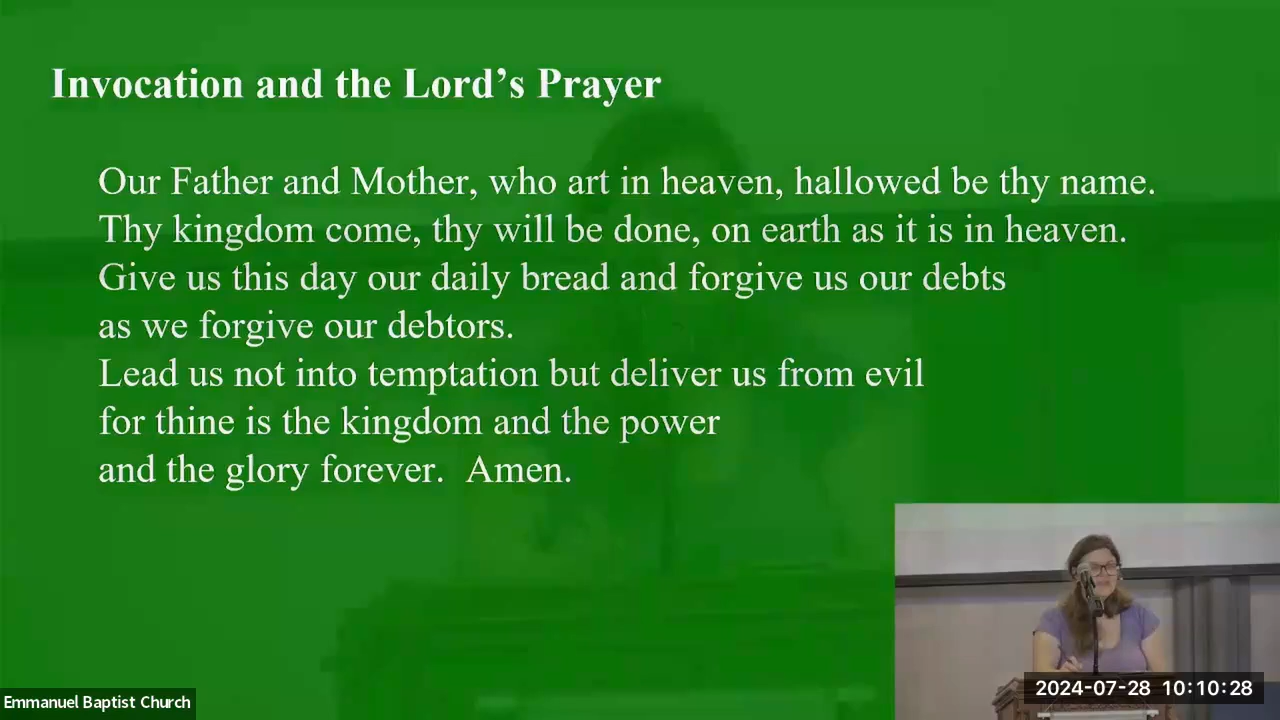 Invocation and the Lord’s Prayer
Our Father and Mother, who art in heaven, hallowed be thy name.
Thy kingdom come, thy will be done, on earth as it is in heaven.
Give us this day our daily bread and forgive us our debts
as we forgive our debtors.
Lead us not into temptation but deliver us from evil
for thine is the kingdom and the power
and the glory forever.  Amen.
Emmanuel Baptist Church
2024-07-28 10:10:28